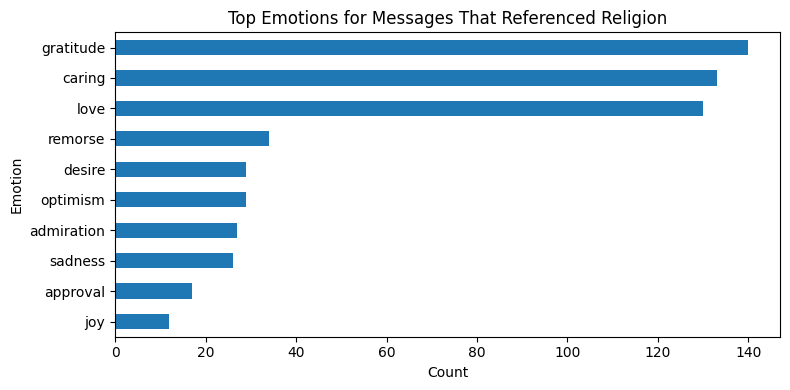 Top Emotions for Messages That Referenced Religion
gratitude
caring
love
remorse
desire
optimism
admiration
sadness
approval
joy
Emotion
0 20 40 60 80 100 120 140
Count